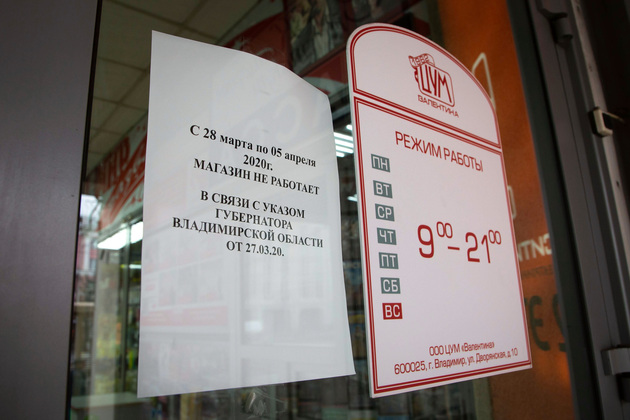 С 28 марта по 05 апреля
2020г.
МАГАЗИН НЕ РАБОТАЕТ
В СВЯЗИ С УКАЗОМ
ГУБЕРНАТОРА
ВЛАДИМИРСКОЙ ОБЛАСТИ
ОТ 27.03.20.
ЦУМ
ВАЛЕНТИНА
РЕЖИМ РАБОТЫ
ПН
ВТ
СР
ЧТ
ПТ
СБ
ВС
9⁰⁰–21⁰⁰
ООО ЦУМ «Валентина»
600025, г. Владимир, ул. Дворянская, д. 10